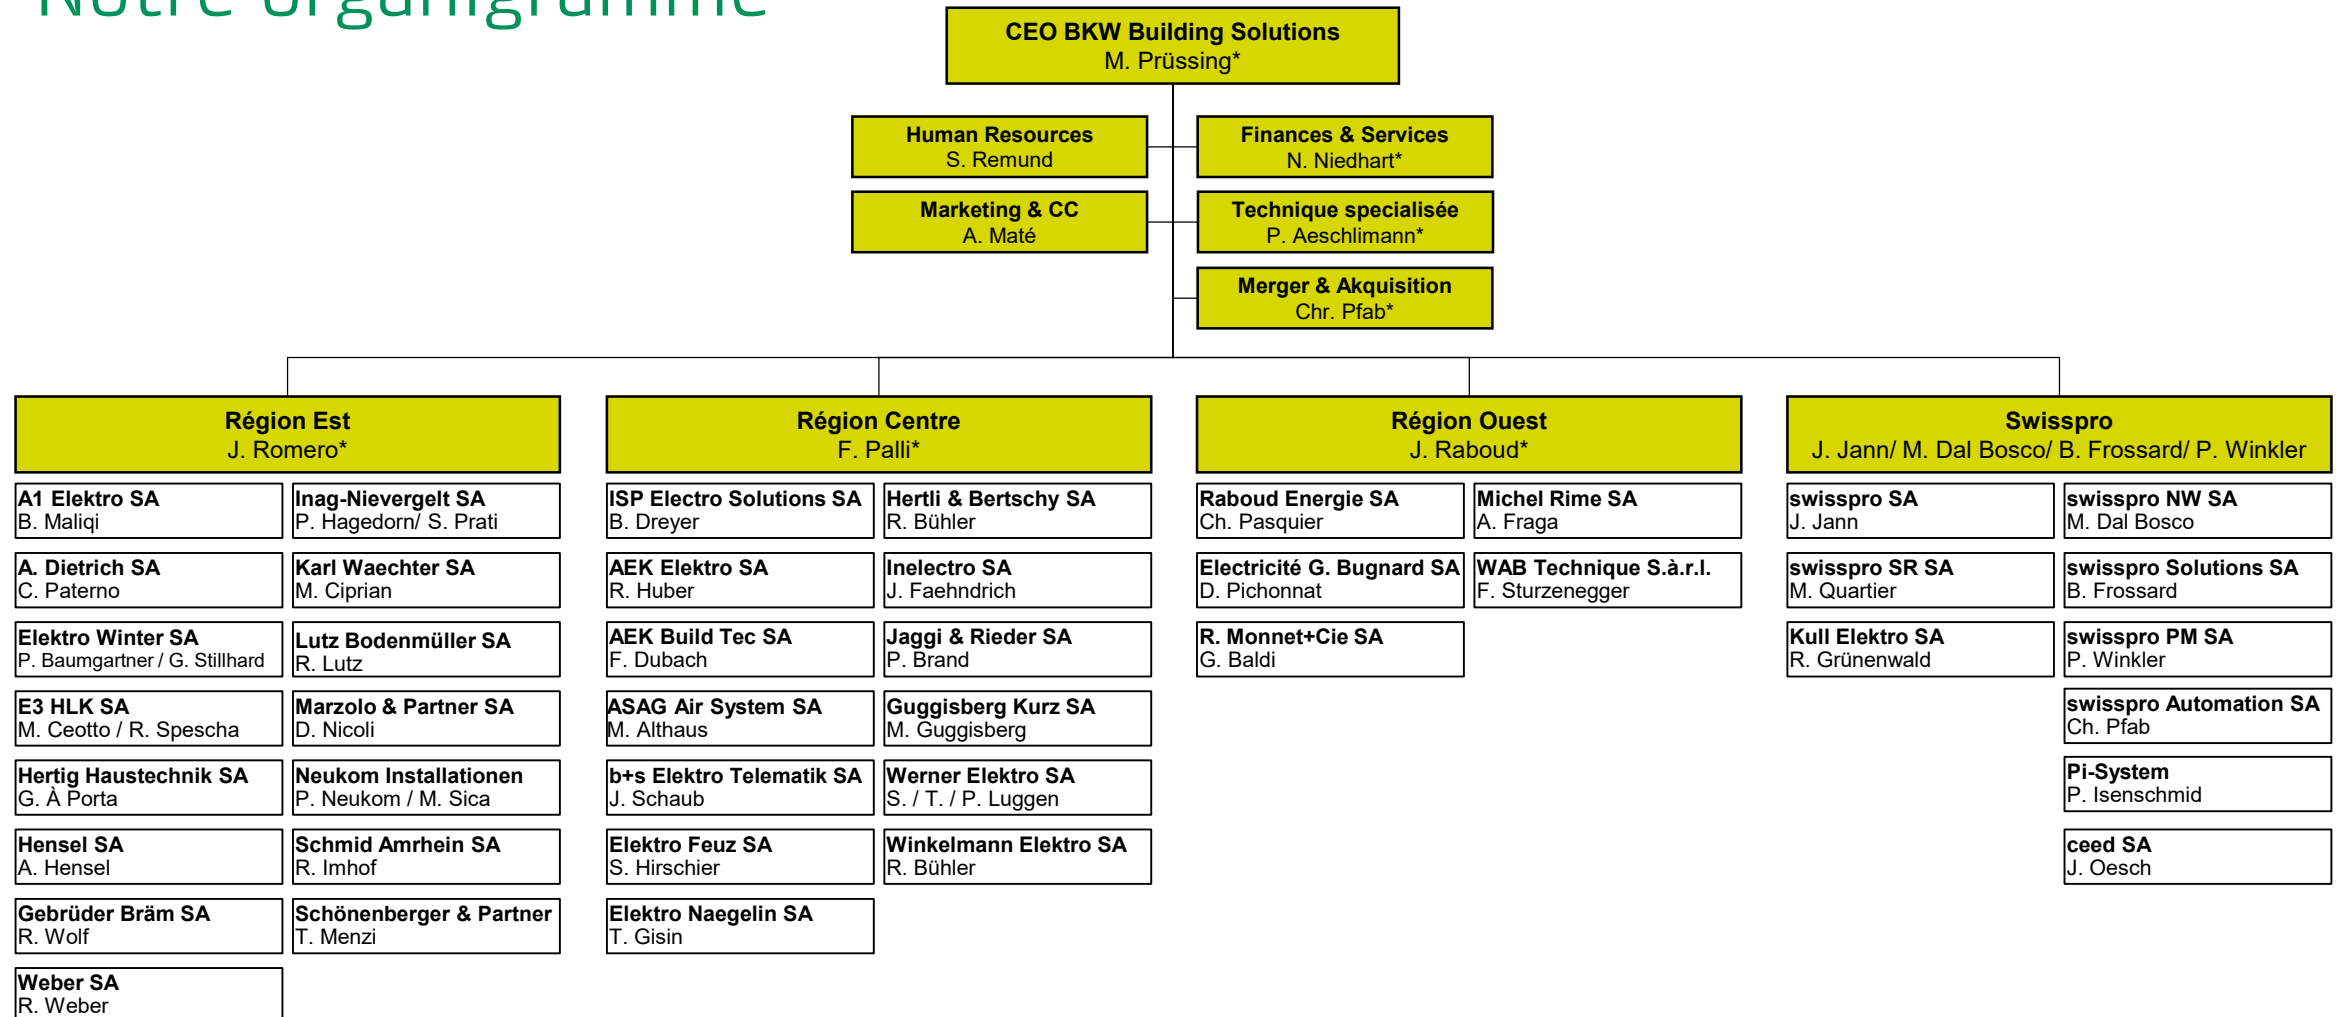 Notre organigramme
CEO BKW Building Solutions
M. Prüssing*
Human Resources
S. Remund
Finances & Services
N. Niedhart*
Marketing & CC
A. Maté
Technique specialisée
P. Aeschlimann*
Merger & Akquisition
Chr. Pfab*
Région Est
J. Romero*
A1 Elektro SA
B. Maliqi
A. Dietrich SA
C. Paterno
Elektro Winter SA
P. Baumgartner / G. Stillhard
E3 HLK SA
M. Ceotto / R. Spescha
Hertig Haustechnik SA
G. À Porta
Hensel SA
A. Hensel
Gebrüder Bräm SA
R. Wolf
Weber SA
R. Weber
Inag-Nievergelt SA
P. Hagedorn/ S. Prati
Karl Waechter SA
M. Ciprian
Lutz Bodenmüller SA
R. Lutz
Marzolo & Partner SA
D. Nicoli
Neukom Installationen
P. Neukom / M. Sica
Schmid Amrhein SA
R. Imhof
Schönenberger & Partner
T. Menzi
Région Centre
F. Palli*
ISP Electro Solutions SA
B. Dreyer
AEK Elektro SA
R. Huber
AEK Build Tec SA
F. Dubach
ASAG Air System SA
M. Althaus
b+s Elektro Telematik SA
J. Schaub
Elektro Feuz SA
S. Hirschier
Elektro Naegelin SA
T. Gisin
Hertli & Bertschy SA
R. Bühler
Inelectro SA
J. Faehndrich
Jaggi & Rieder SA
P. Brand
Guggisberg Kurz SA
M. Guggisberg
Werner Elektro SA
S. / T. / P. Luggen
Winkelmann Elektro SA
R. Bühler
Région Ouest
J. Raboud*
Raboud Energie SA
Ch. Pasquier
Electricité G. Bugnard SA
D. Pichonnat
R. Monnet+Cie SA
G. Baldi
Michel Rime SA
A. Fraga
WAB Technique S.à.r.l.
F. Sturzenegger
Swisspro
J. Jann/ M. Dal Bosco/ B. Frossard/ P. Winkler
swisspro SA
J. Jann
swisspro SR SA
M. Quartier
Kull Elektro SA
R. Grünenwald
swisspro NW SA
M. Dal Bosco
swisspro Solutions SA
B. Frossard
swisspro PM SA
P. Winkler
swisspro Automation SA
Ch. Pfab
Pi-System
P. Isenschmid
ceed SA
J. Oesch